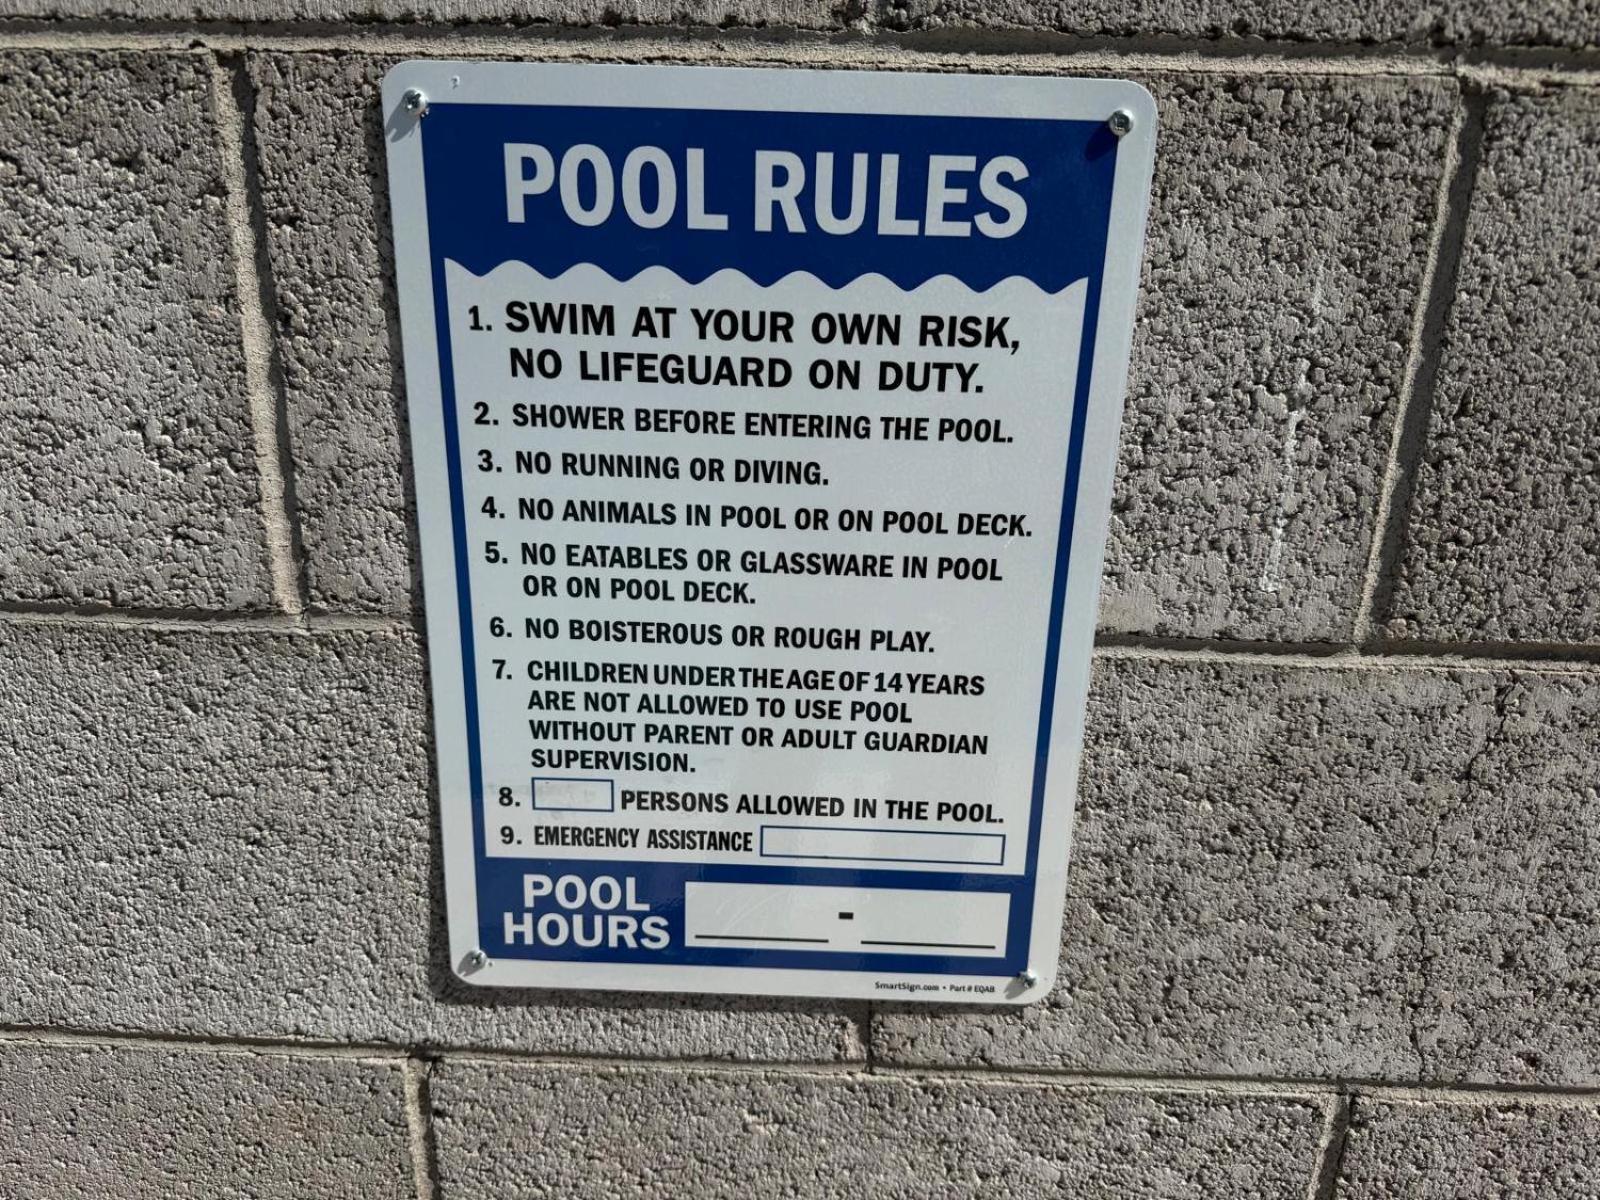 POOL RULES
1. SWIM AT YOUR OWN RISK,
NO LIFEGUARD ON DUTY.
2. SHOWER BEFORE ENTERING THE POOL.
3. NO RUNNING OR DIVING.
4. NO ANIMALS IN POOL OR ON POOL DECK.
5. NO EATABLES OR GLASSWARE IN POOL
OR ON POOL DECK.
6. NO BOISTEROUS OR ROUGH PLAY.
7. CHILDREN UNDER THE AGE OF 14 YEARS
ARE NOT ALLOWED TO USE POOL
WITHOUT PARENT OR ADULT GUARDIAN
SUPERVISION.
8. PERSONS ALLOWED IN THE POOL.
9. EMERGENCY ASSISTANCE
POOL
HOURS
-
SmartSign.com • Part # EQAB